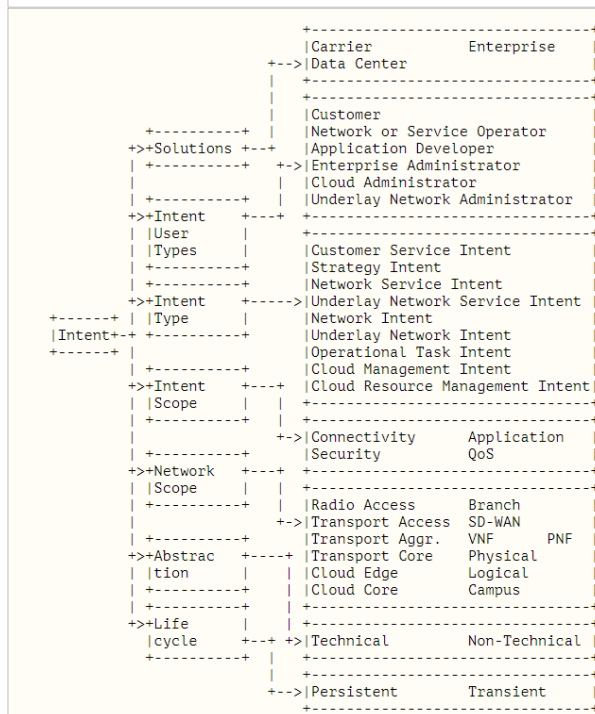 +------------------------------+
                                |Carrier          Enterprise   |
                            +-->|Data Center                   |
                            |   +------------------------------+
                            |   +------------------------------+
                            |   |Customer                      |
            +----------+    |   |Network or Service Operator   |
          +>+Solutions +--+     |Application Developer         |
          | +----------+   +->|Enterprise Administrator      |
          |                |  |Cloud Administrator           |
          | +----------+   |  |Underlay Network Administrator  |
          +>+Intent    +---+  +------------------------------+
          | |User      |      +------------------------------+
          | |Types     |      |Customer Service Intent       |
          | +----------+      |Strategy Intent               |
          | +----------+      |Network Service Intent        |
          +>+Intent    +----->|Underlay Network Service Intent |
+------+  | |Type      |      |Network Intent                |
|Intent+-+ +----------+      |Underlay Network Intent       |
+------+  |                   |Operational Task Intent       |
          | +----------+      |Cloud Management Intent       |
          +>+Intent    +---+  |Cloud Resource Management Intent|
          | |Scope     |   |  +------------------------------+
          | +----------+   |  +------------------------------+
          |                +->|Connectivity     Application  |
          | +----------+      |Security         QoS          |
          +>+Network   +---+  +------------------------------+
          | |Scope     |   |  +------------------------------+
          | +----------+   |  |Radio Access     Branch       |
          |                +->|Transport Access SD-WAN       |
          | +----------+      |Transport Aggr.  VNF     PNF  |
          +>+Abstrac   +----+ |Transport Core   Physical     |
          | |tion      |    | |Cloud Edge       Logical      |
          | +----------+    | |Cloud Core       Campus       |
          | +----------+    | +------------------------------+
          +>+Life      |    | +------------------------------+
            |cycle     +--+ +>|Technical        Non-Technical |
            +----------+  |   +------------------------------+
                          |   +------------------------------+
                          +-->|Persistent       Transient    |
                              +------------------------------+